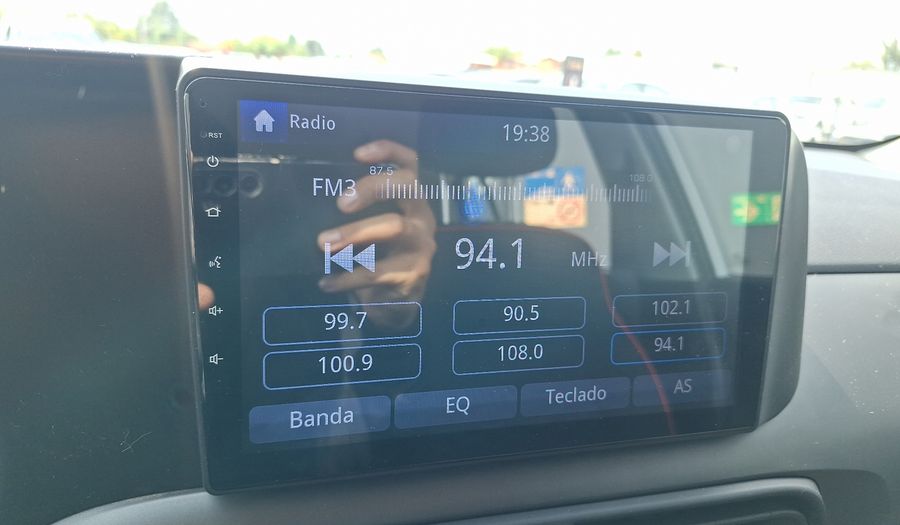 Radio
19:38
RST
87.5
108.0
FM3
94.1 MHz
99.7 90.5 102.1
100.9 108.0 94.1
Banda EQ Teclado AS